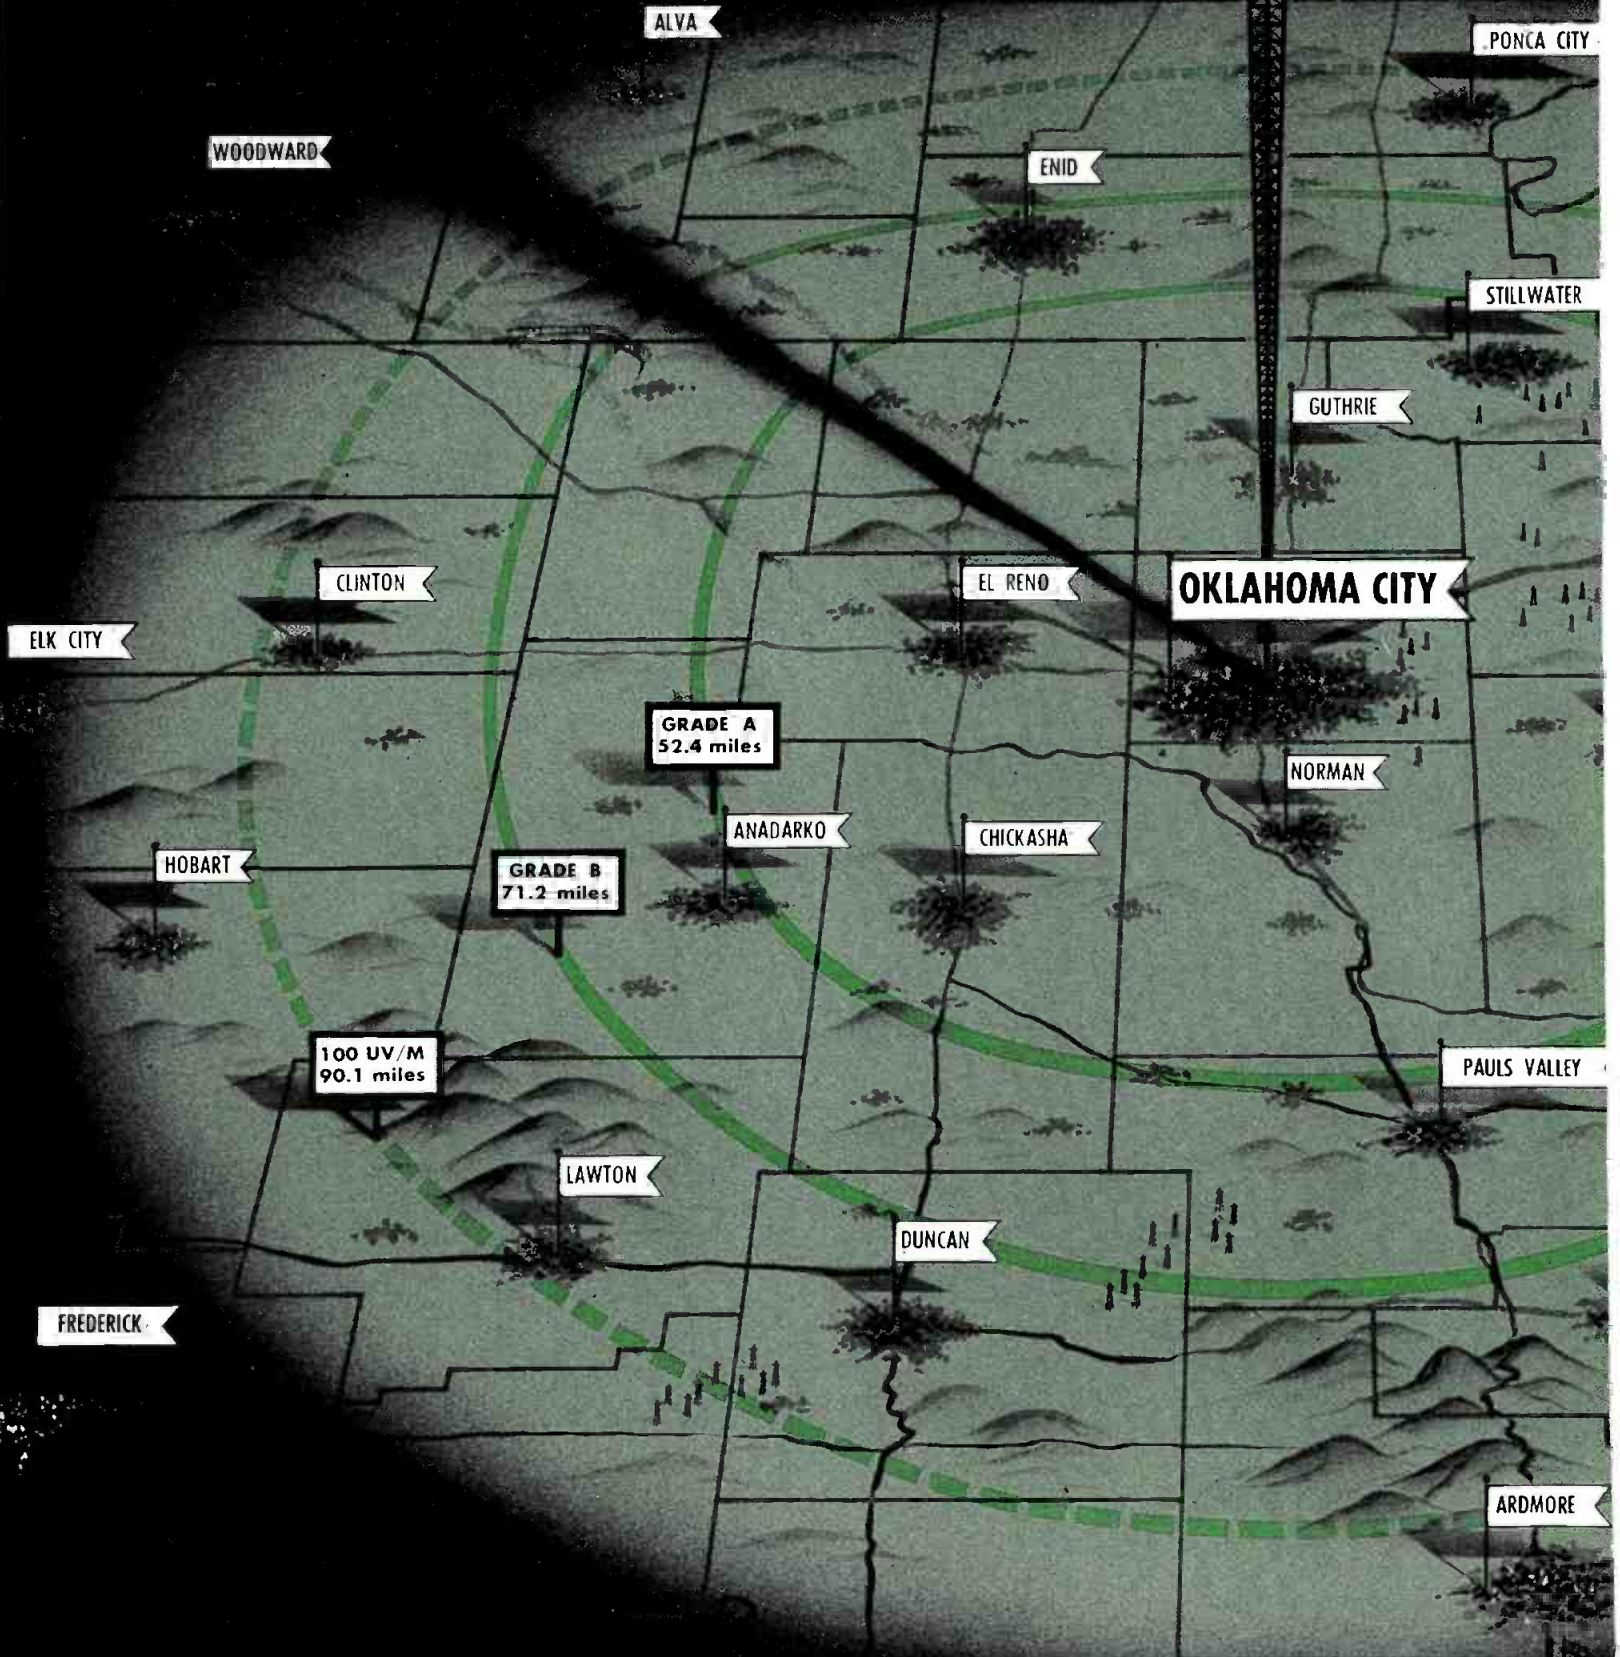 ALVA
PONCA CITY
WOODWARD
ENID
STILLWATER
GUTHRIE
CLINTON
EL RENO
OKLAHOMA CITY
ELK CITY
GRADE A
52.4 miles
NORMAN
ANADARKO
CHICKASHA
HOBART
GRADE B
71.2 miles
100 UV/M
90.1 miles
PAULS VALLEY
LAWTON
DUNCAN
FREDERICK
ARDMORE